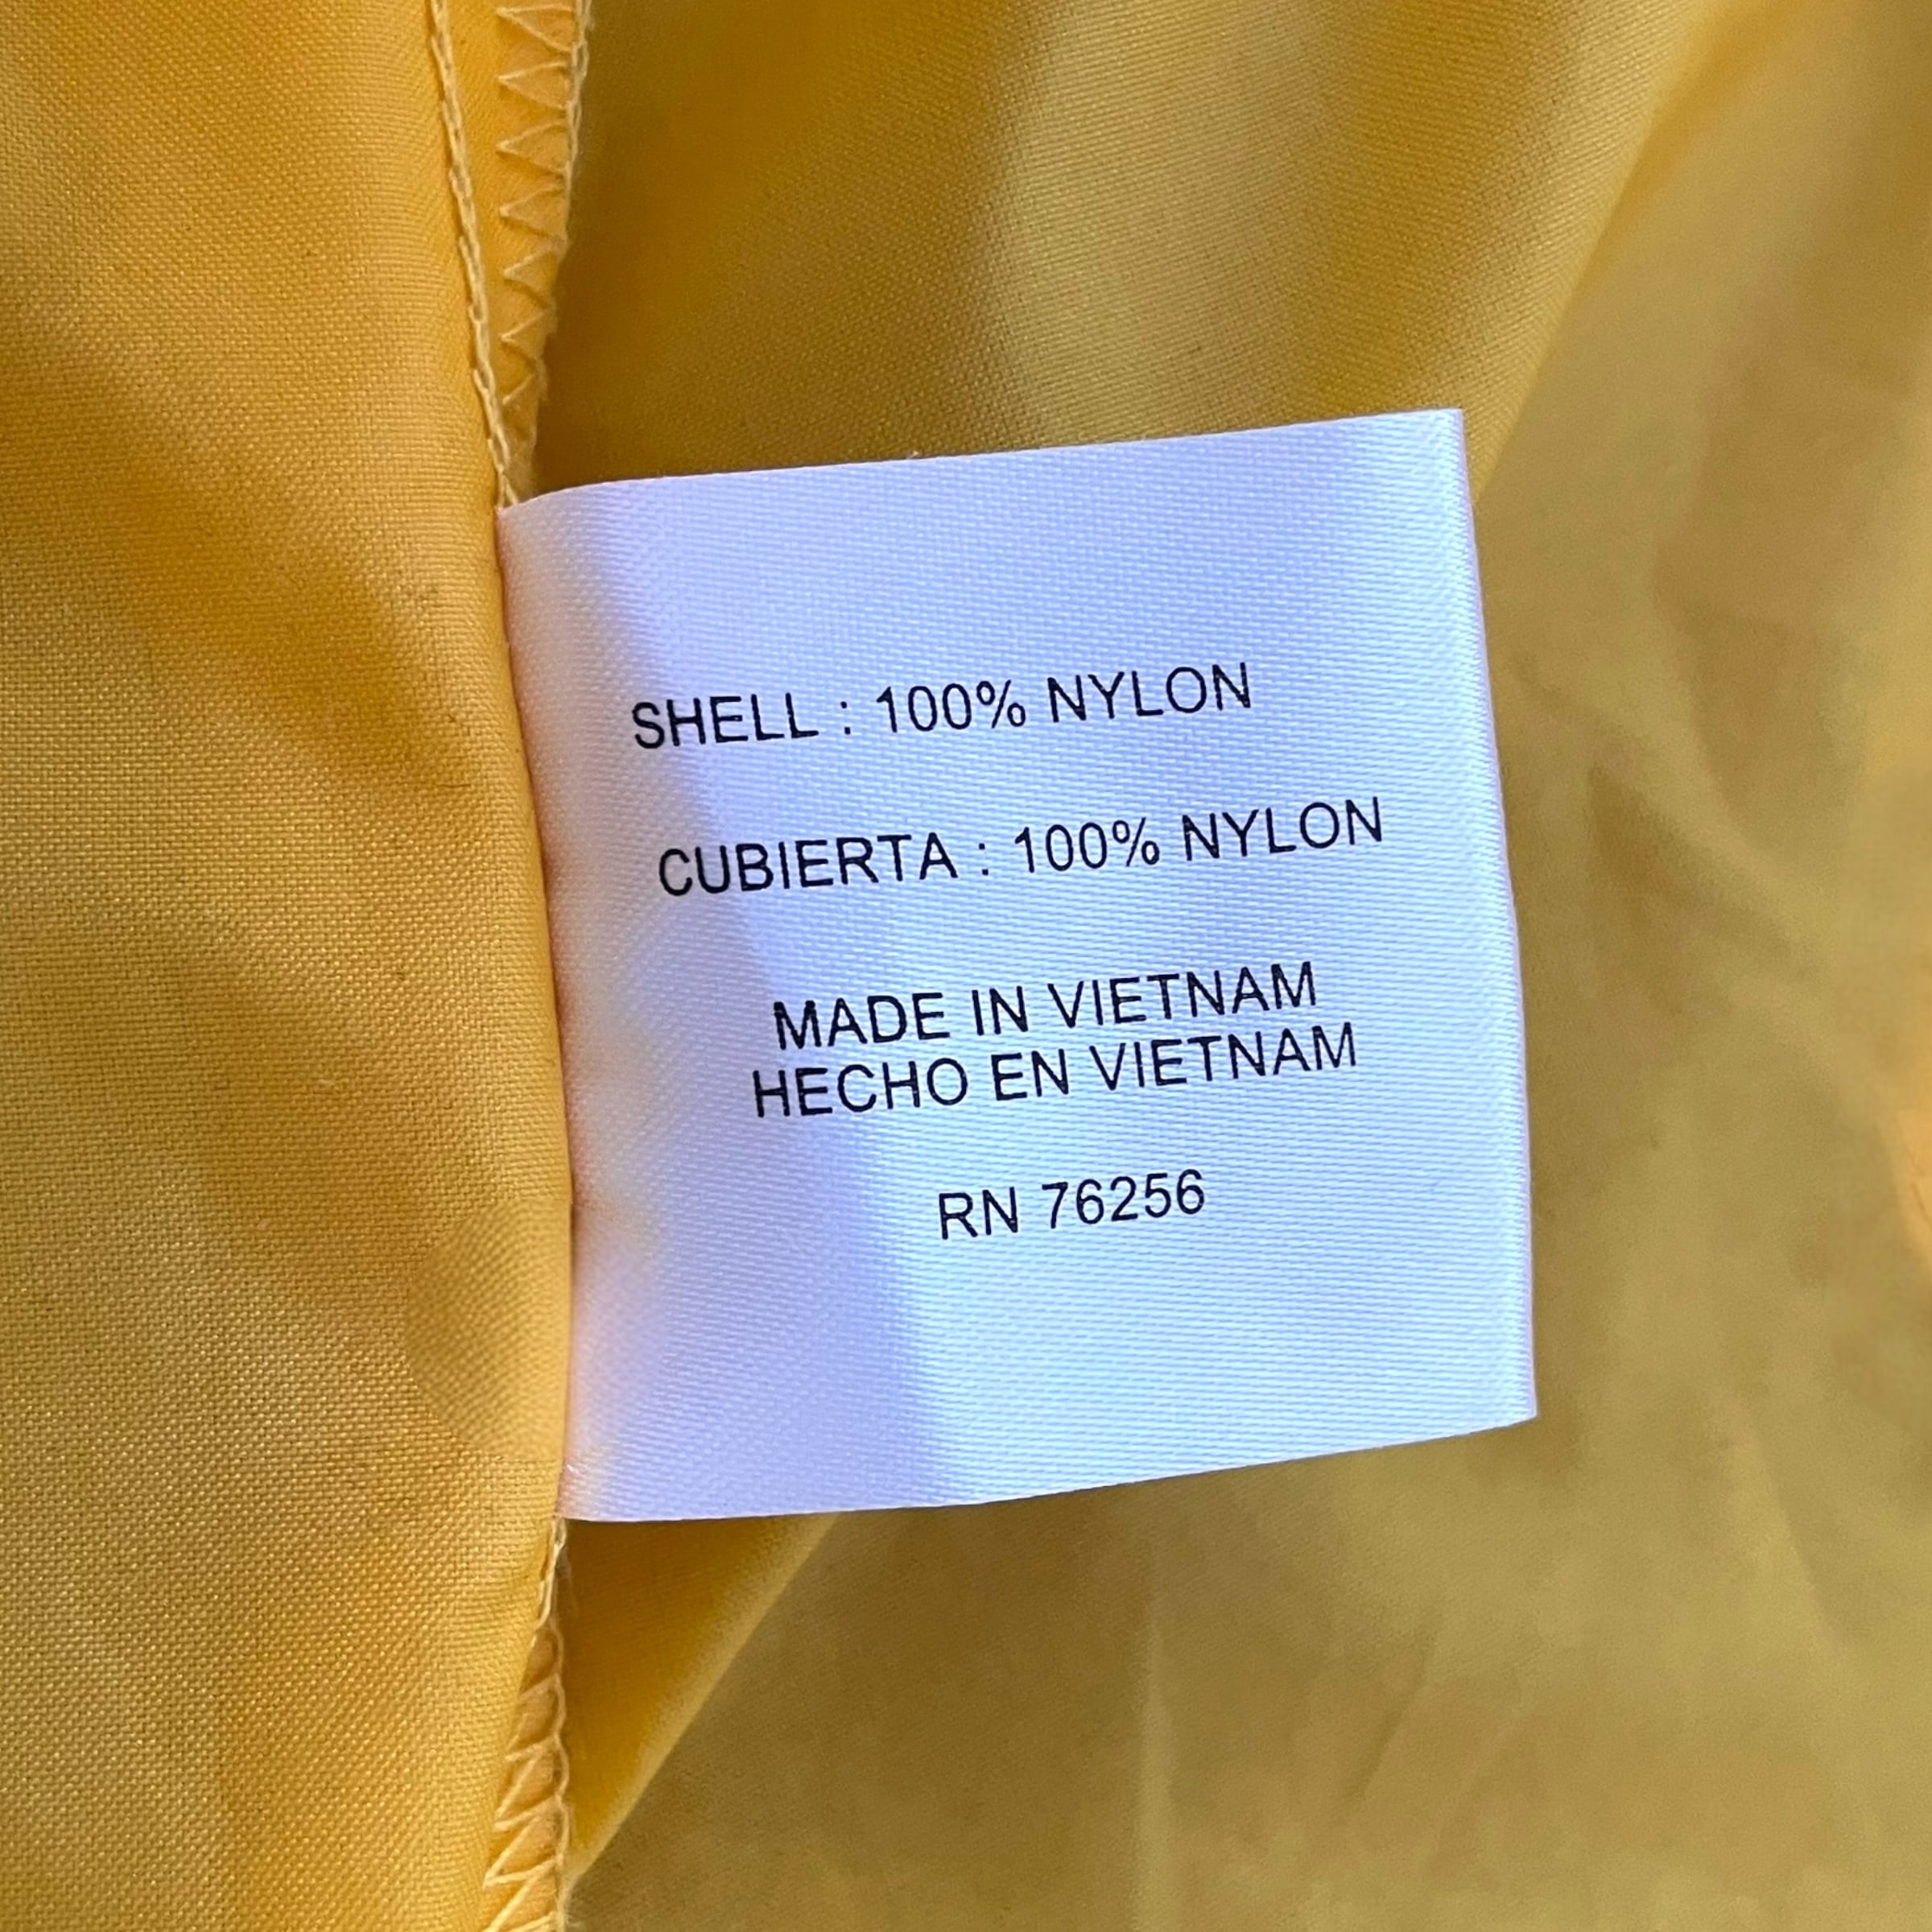 SHELL : 100% NYLON
CUBIERTA : 100% NYLON
MADE IN VIETNAM
HECHO EN VIETNAM
RN 76256